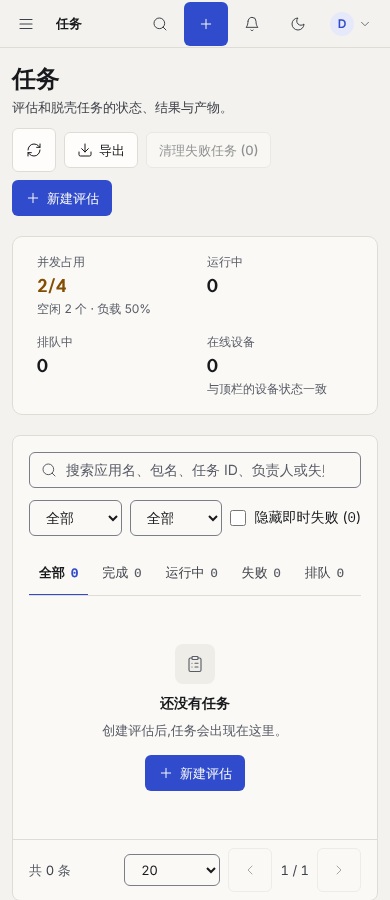 任务
D
任务
评估和脱壳任务的状态、结果与产物。
导出
清理失败任务 (0)
新建评估
并发占用
运行中
2/4
0
空闲 2 个 · 负载 50%
排队中
在线设备
0
0
与顶栏的设备状态一致
搜索应用名、包名、任务 ID、负责人或失
全部
全部
隐藏即时失败 (0)
全部 0
完成 0
运行中 0
失败 0
排队 0
还没有任务
创建评估后,任务会出现在这里。
新建评估
共 0 条
20
1 / 1